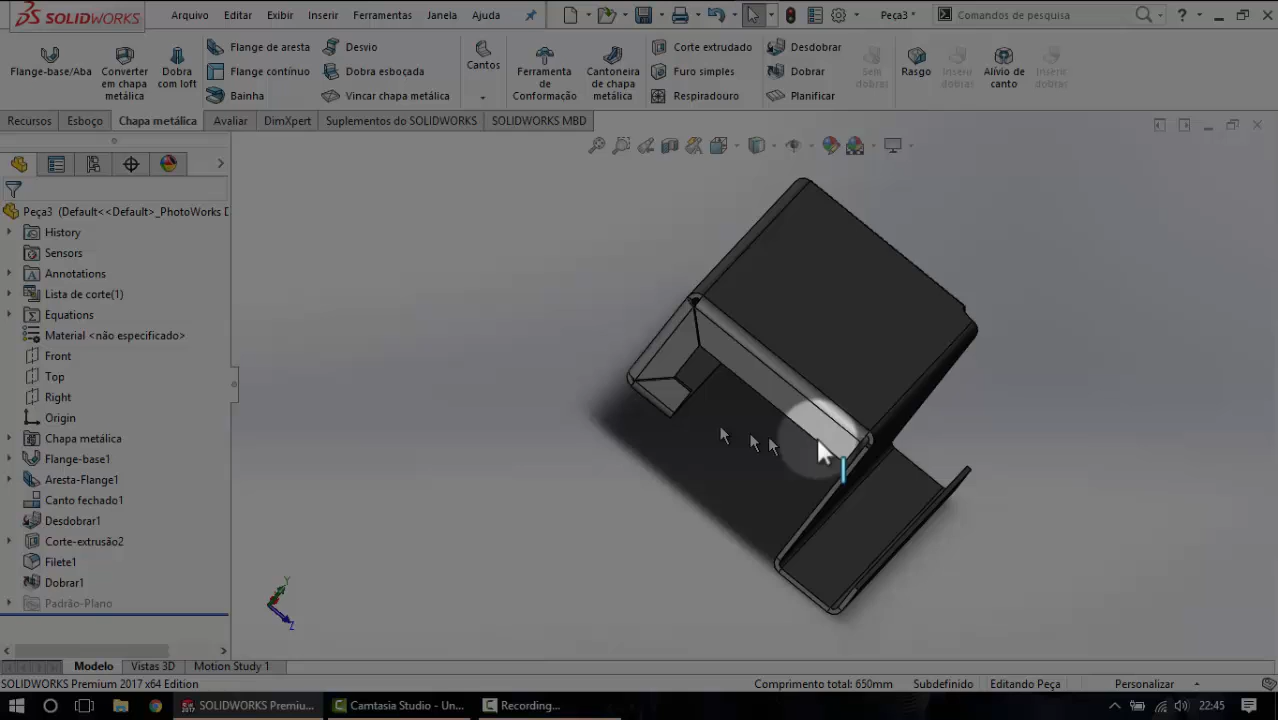 SOLIDWORKS Arquivo Editar Exibir Inserir Ferramentas Janela Ajuda Peça3 * Comandos de pesquisa
Flange-base/Aba
Converter em chapa metálica
Dobra com loft
Flange de aresta
Flange contínuo
Bainha
Desvio
Dobra esboçada
Vincar chapa metálica
Cantos
Ferramenta de Conformação
Cantoneira de chapa metálica
Corte extrudado
Furo simples
Respiradouro
Desdobrar
Dobrar
Planificar
Sem dobrar
Rasgo
Alívio de canto
Recursos Esboço Chapa metálica Avaliar DimXpert Suplementos do SOLIDWORKS SOLIDWORKS MBD
Peça3 (Default<<Default>_PhotoWorks D
History
Sensors
Annotations
Lista de corte(1)
Equations
Material <não especificado>
Front
Top
Right
Origin
Chapa metálica
Flange-base1
Aresta-Flange1
Canto fechado1
Desdobrar1
Corte-extrusão2
Filete1
Dobrar1
Padrão-Plano
Y
Z
Modelo Vistas 3D Motion Study 1
SOLIDWORKS Premium 2017 x64 Edition Comprimento total: 650mm Subdefinido Editando Peça Personalizar
SOLIDWORKS Premiu... Camtasia Studio - Un... Recording... 22:45